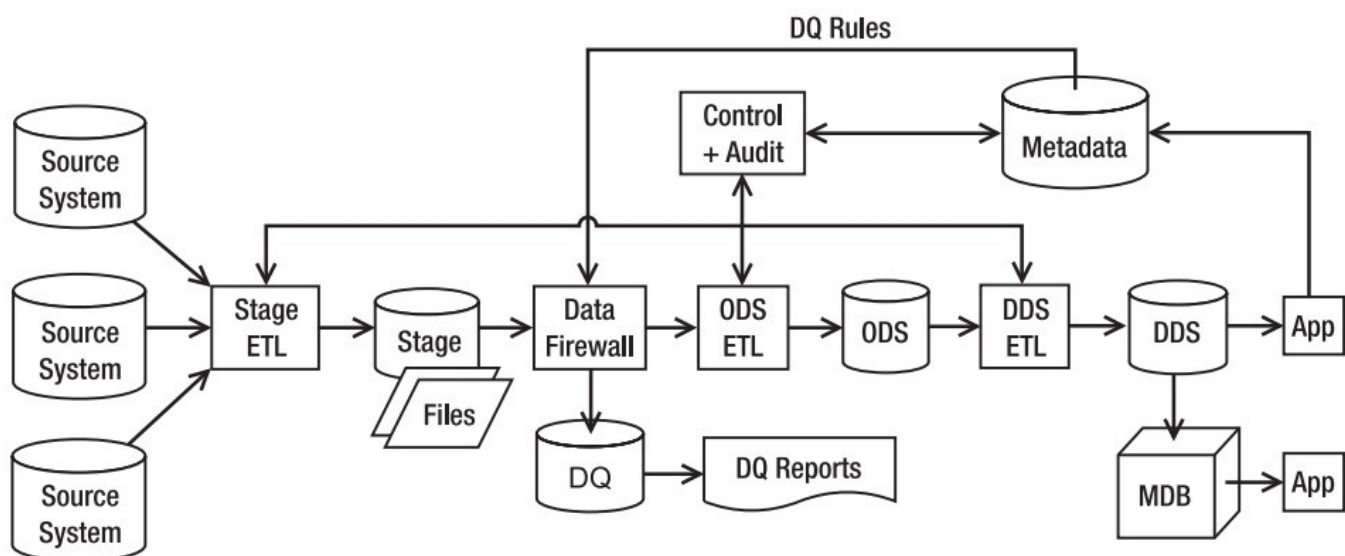 DQ Rules
Control
+ Audit
Metadata
Source
System
Source
System
Source
System
Stage
ETL
Stage
Files
Data
Firewall
ODS
ETL
ODS
DDS
ETL
DDS
App
DQ
DQ Reports
MDB
App